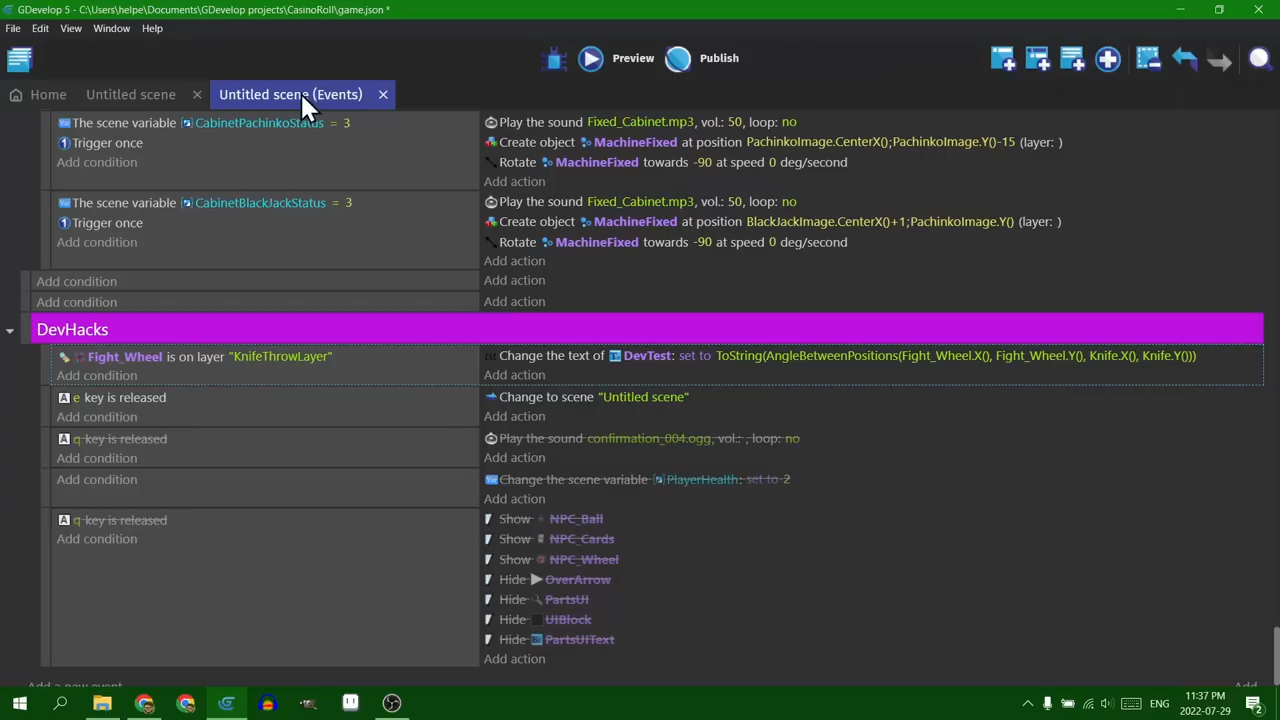 GDevelop 5 - C:\Users\helpe\Documents\GDevelop projects\CasinoRoll\game.json *
File Edit View Window Help
Preview Publish
Home Untitled scene Untitled scene (Events)
The scene variable CabinetPachinkoStatus = 3
Play the sound Fixed_Cabinet.mp3, vol.: 50, loop: no
Trigger once
Create object MachineFixed at position PachinkoImage.CenterX();PachinkoImage.Y()-15 (layer: )
Add condition
Rotate MachineFixed towards -90 at speed 0 deg/second
Add action
The scene variable CabinetBlackJackStatus = 3
Play the sound Fixed_Cabinet.mp3, vol.: 50, loop: no
Trigger once
Create object MachineFixed at position BlackJackImage.CenterX()+1;PachinkoImage.Y() (layer: )
Add condition
Rotate MachineFixed towards -90 at speed 0 deg/second
Add action
Add condition
Add action
Add condition
Add action
DevHacks
Fight_Wheel is on layer "KnifeThrowLayer"
Change the text of DevTest: set to ToString(AngleBetweenPositions(Fight_Wheel.X(), Fight_Wheel.Y(), Knife.X(), Knife.Y()))
Add condition
Add action
e key is released
Change to scene "Untitled scene"
Add condition
Add action
q key is released
Play the sound confirmation_004.ogg, vol.: , loop: no
Add condition
Add action
Add condition
Change the scene variable PlayerHealth: set to 2
Add action
q key is released
Show NPC_Ball
Add condition
Show NPC_Cards
Show NPC_Wheel
Hide OverArrow
Hide PartsUI
Hide UIBlock
Hide PartsUIText
Add action
Add a new event
Add
ENG
11:37 PM
2022-07-29
2